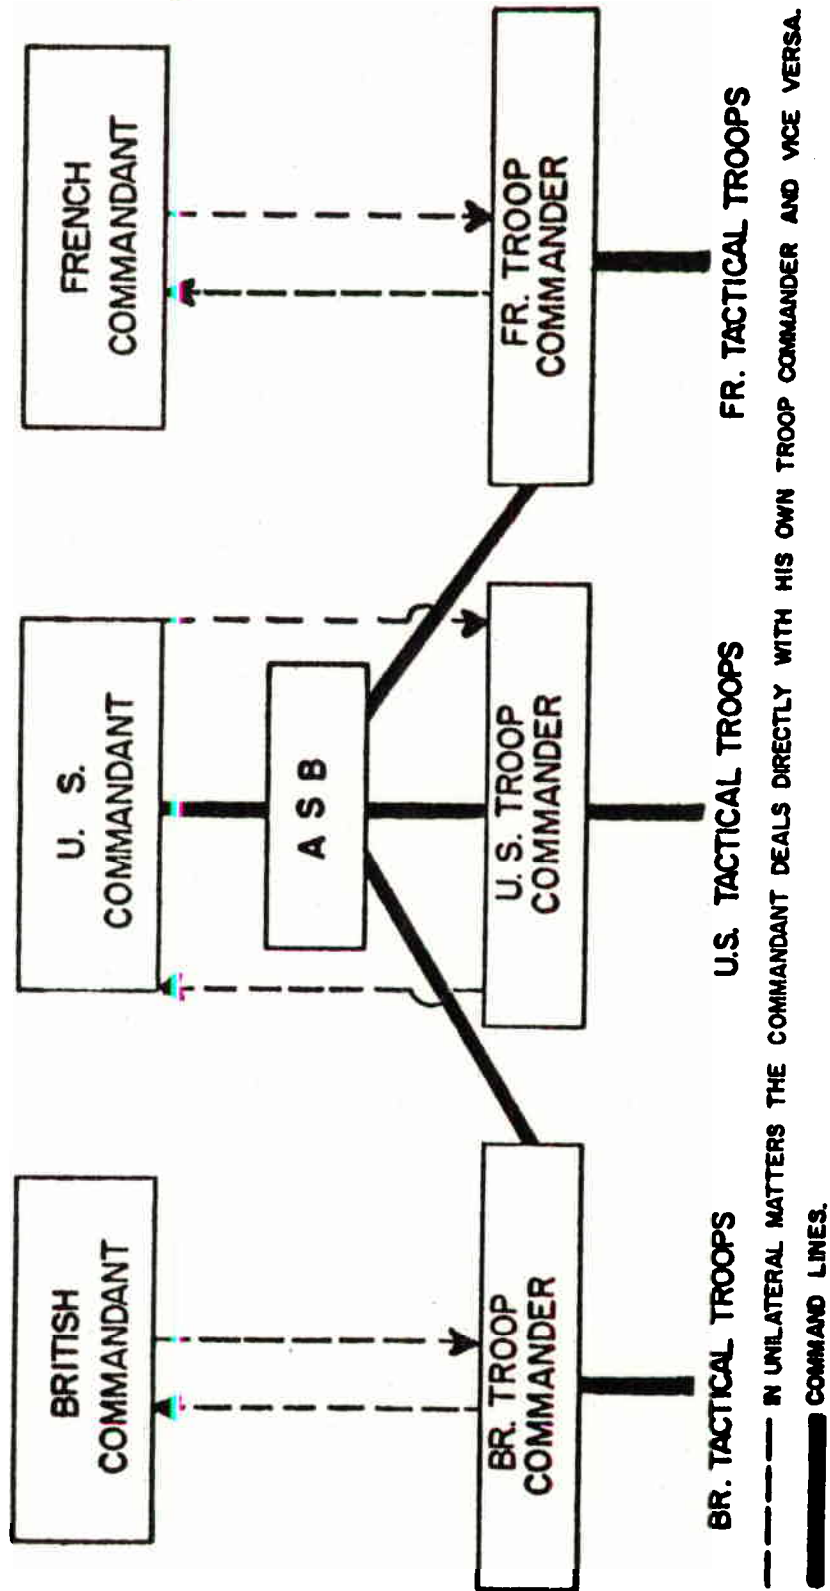 BRITISH
COMMANDANT
U. S.
COMMANDANT
FRENCH
COMMANDANT
A S B
BR. TROOP
COMMANDER
U. S. TROOP
COMMANDER
FR. TROOP
COMMANDER
BR. TACTICAL TROOPS
U.S. TACTICAL TROOPS
FR. TACTICAL TROOPS
IN UNILATERAL MATTERS THE COMMANDANT DEALS DIRECTLY WITH HIS OWN TROOP COMMANDER AND VICE VERSA.
COMMAND LINES.